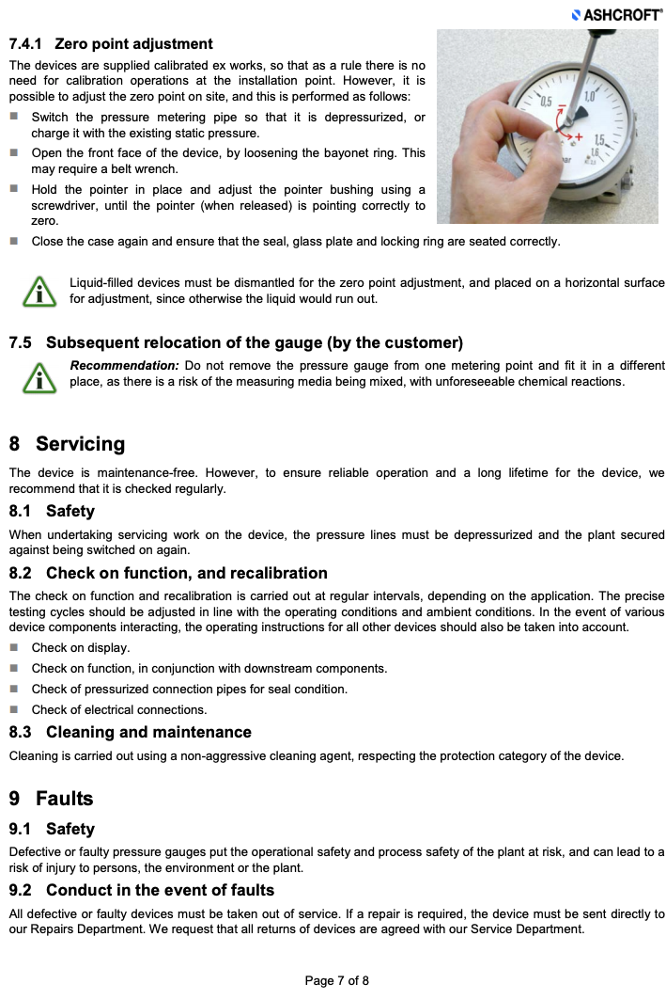 ASHCROFT®
7.4.1 Zero point adjustment
The devices are supplied calibrated ex works, so that as a rule there is no
need for calibration operations at the installation point. However, it is
possible to adjust the zero point on site, and this is performed as follows:
■ Switch the pressure metering pipe so that it is depressurized, or
charge it with the existing static pressure.
■ Open the front face of the device, by loosening the bayonet ring. This
may require a belt wrench.
■ Hold the pointer in place and adjust the pointer bushing using a
screwdriver, until the pointer (when released) is pointing correctly to
zero.
0,5 1,0
1,5
1,6
■ Close the case again and ensure that the seal, glass plate and locking ring are seated correctly.
Liquid-filled devices must be dismantled for the zero point adjustment, and placed on a horizontal surface
for adjustment, since otherwise the liquid would run out.
7.5 Subsequent relocation of the gauge (by the customer)
Recommendation: Do not remove the pressure gauge from one metering point and fit it in a different
place, as there is a risk of the measuring media being mixed, with unforeseeable chemical reactions.
8 Servicing
The device is maintenance-free. However, to ensure reliable operation and a long lifetime for the device, we
recommend that it is checked regularly.
8.1 Safety
When undertaking servicing work on the device, the pressure lines must be depressurized and the plant secured
against being switched on again.
8.2 Check on function, and recalibration
The check on function and recalibration is carried out at regular intervals, depending on the application. The precise
testing cycles should be adjusted in line with the operating conditions and ambient conditions. In the event of various
device components interacting, the operating instructions for all other devices should also be taken into account.
■ Check on display.
■ Check on function, in conjunction with downstream components.
■ Check of pressurized connection pipes for seal condition.
■ Check of electrical connections.
8.3 Cleaning and maintenance
Cleaning is carried out using a non-aggressive cleaning agent, respecting the protection category of the device.
9 Faults
9.1 Safety
Defective or faulty pressure gauges put the operational safety and process safety of the plant at risk, and can lead to a
risk of injury to persons, the environment or the plant.
9.2 Conduct in the event of faults
All defective or faulty devices must be taken out of service. If a repair is required, the device must be sent directly to
our Repairs Department. We request that all returns of devices are agreed with our Service Department.
Page 7 of 8